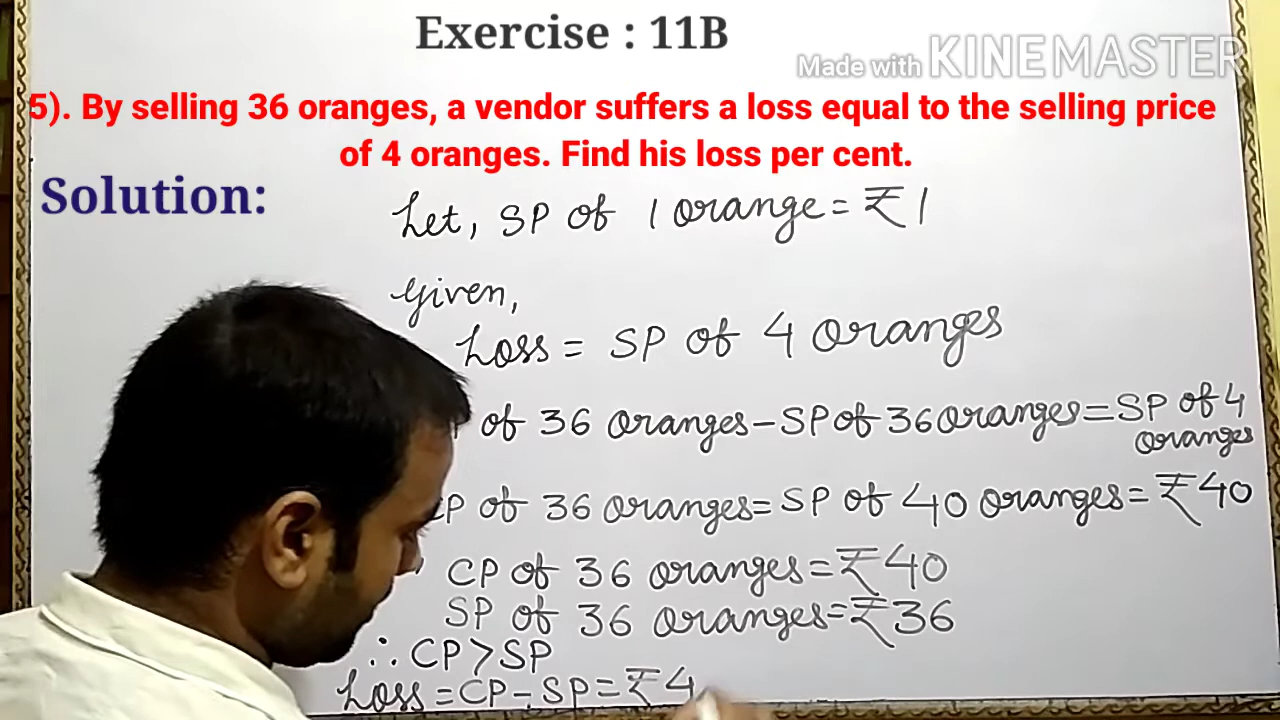 Exercise : 11B
Made with KINEMASTER
5). By selling 36 oranges, a vendor suffers a loss equal to the selling price
of 4 oranges. Find his loss per cent.
Solution:
Let, SP of 1 orange = ₹1
Given,
Loss = SP of 4 oranges
of 36 oranges - SP of 36 oranges = SP of 4
oranges
CP of 36 oranges = SP of 40 oranges = ₹40
CP of 36 oranges = ₹40
SP of 36 oranges = ₹36
∴ CP > SP
Loss = CP - SP = ₹4